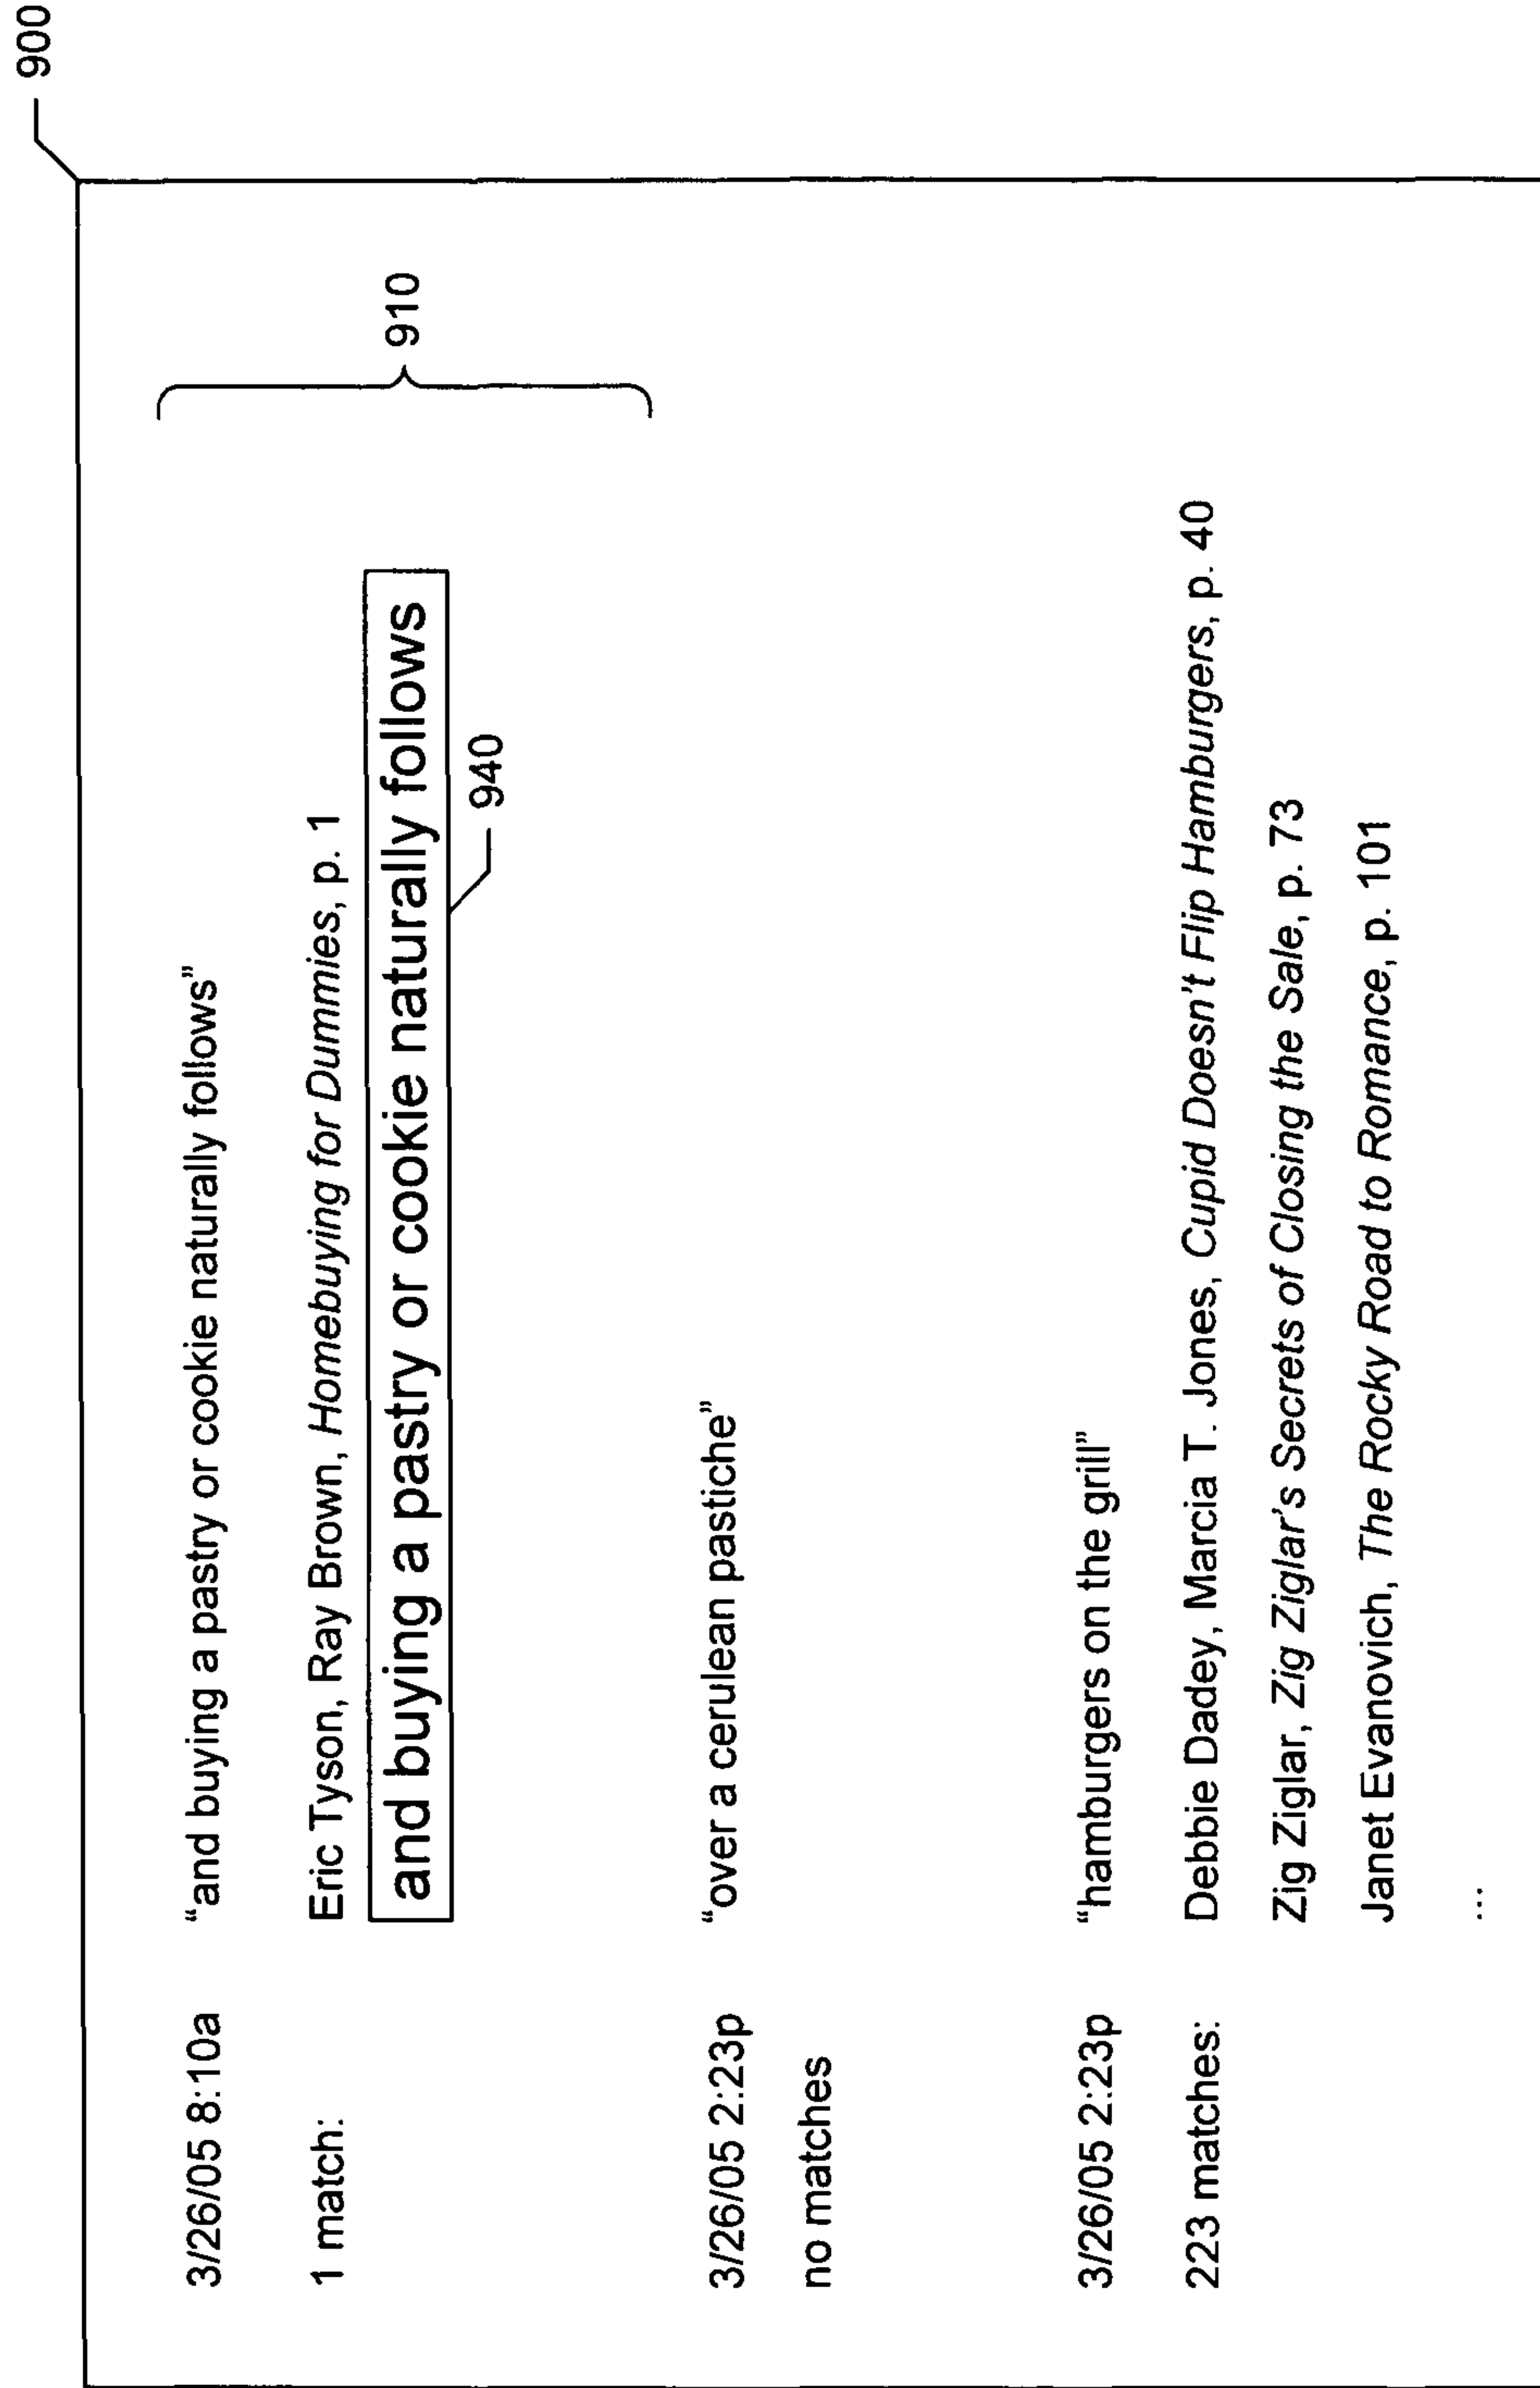 900
3/26/05 8:10a “and buying a pastry or cookie naturally follows”
910
1 match: Eric Tyson, Ray Brown, Homebuying for Dummies, p. 1
and buying a pastry or cookie naturally follows
940
3/26/05 2:23p “over a cerulean pastiche”
no matches
3/26/05 2:23p “hamburgers on the grill”
223 matches: Debbie Dadey, Marcia T. Jones, Cupid Doesn't Flip Hamburgers, p. 40
Zig Ziglar, Zig Ziglar's Secrets of Closing the Sale, p. 73
Janet Evanovich, The Rocky Road to Romance, p. 101
...